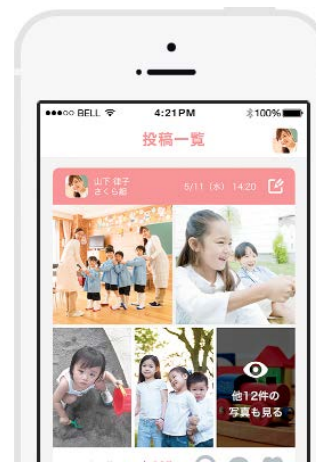 BELL 4:21PM 100%
投稿一覧
山下 律子 5/11 (水) 14:20
さくら組
他12件の
写真も見る